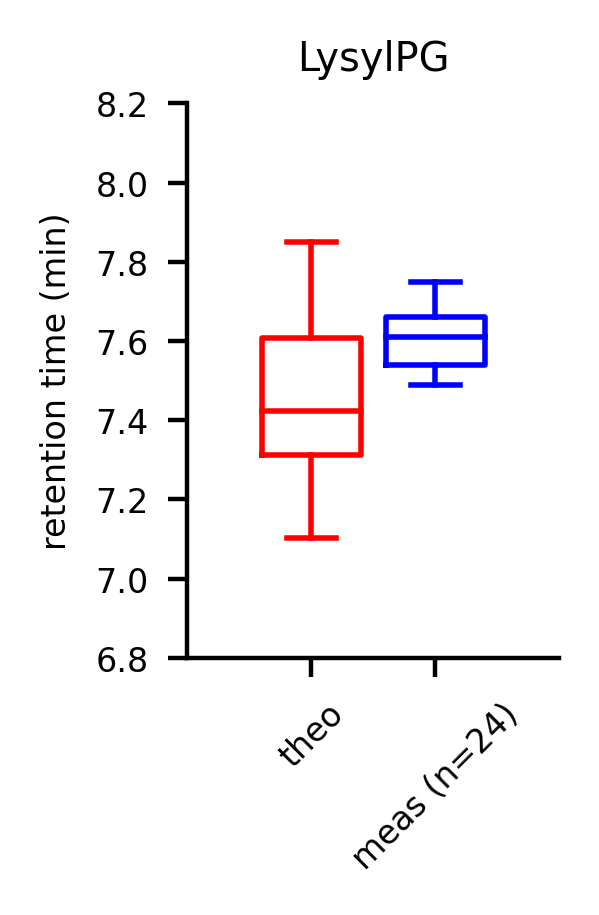 LysylPG
8.2
8.0
7.8
7.6
7.4
7.2
7.0
6.8
retention time (min)
theo
meas (n=24)